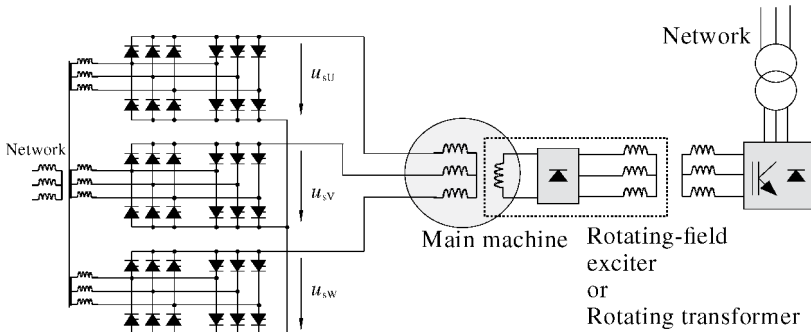 Network
u_sU
Network
u_sV
Main machine
Rotating-field
exciter
or
Rotating transformer
u_sW